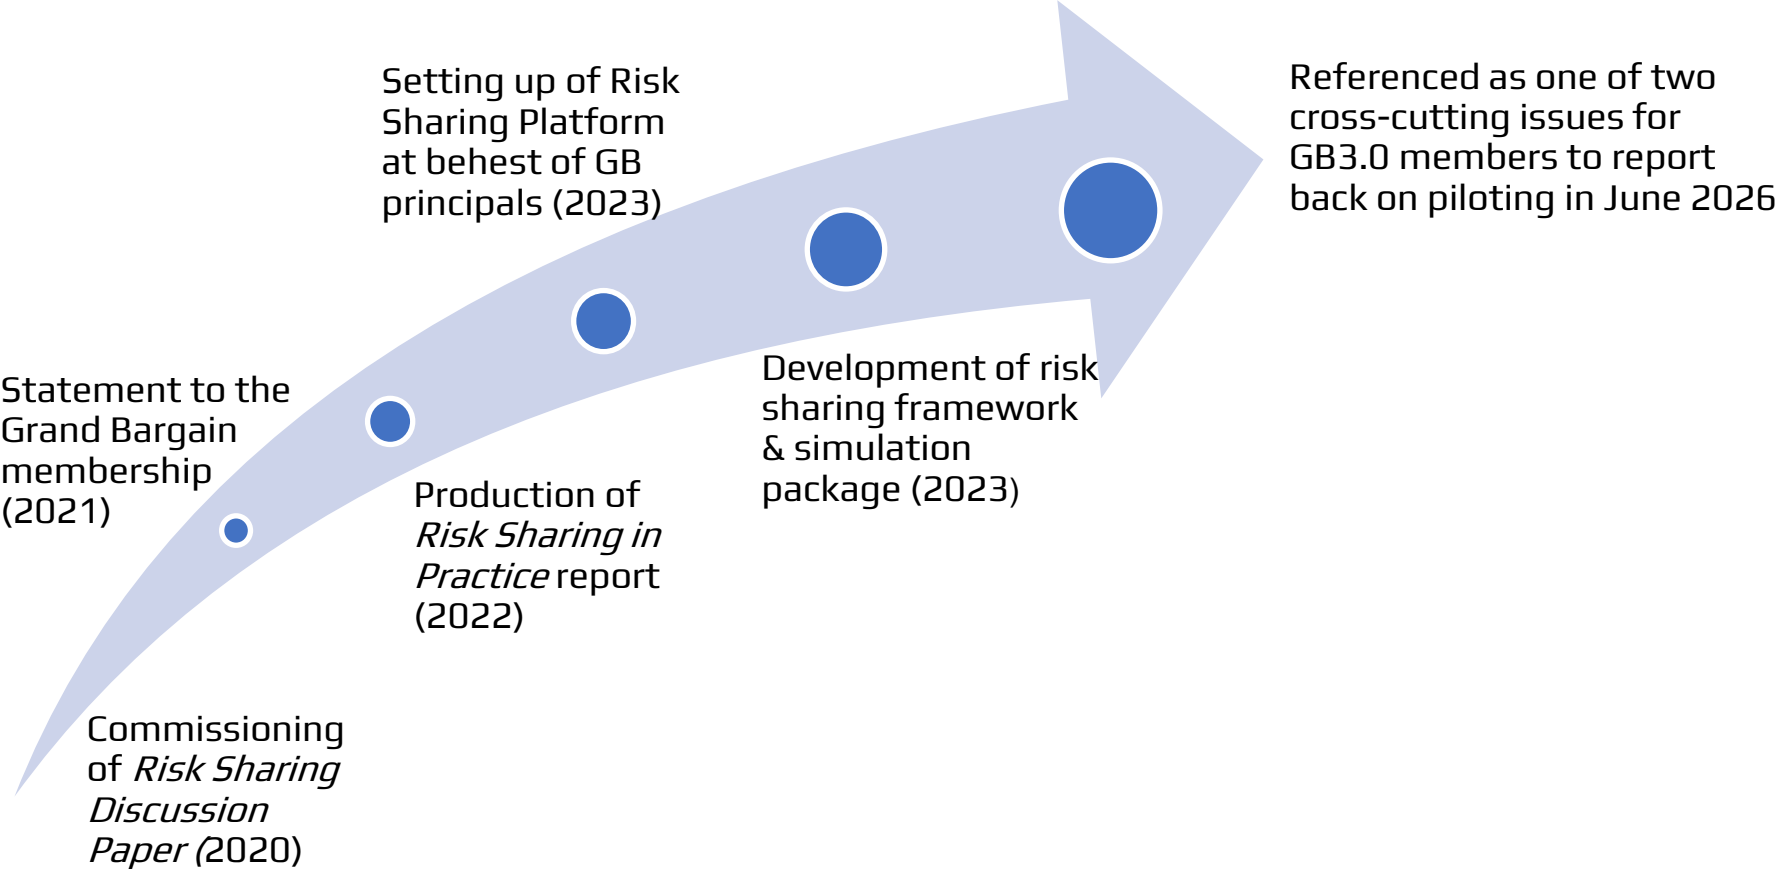 Setting up of Risk
Sharing Platform
at behest of GB
principals (2023)
Referenced as one of two
cross-cutting issues for
GB3.0 members to report
back on piloting in June 2026
Statement to the
Grand Bargain
membership
(2021)
Development of risk
sharing framework
& simulation
package (2023)
Production of
Risk Sharing in
Practice report
(2022)
Commissioning
of Risk Sharing
Discussion
Paper (2020)